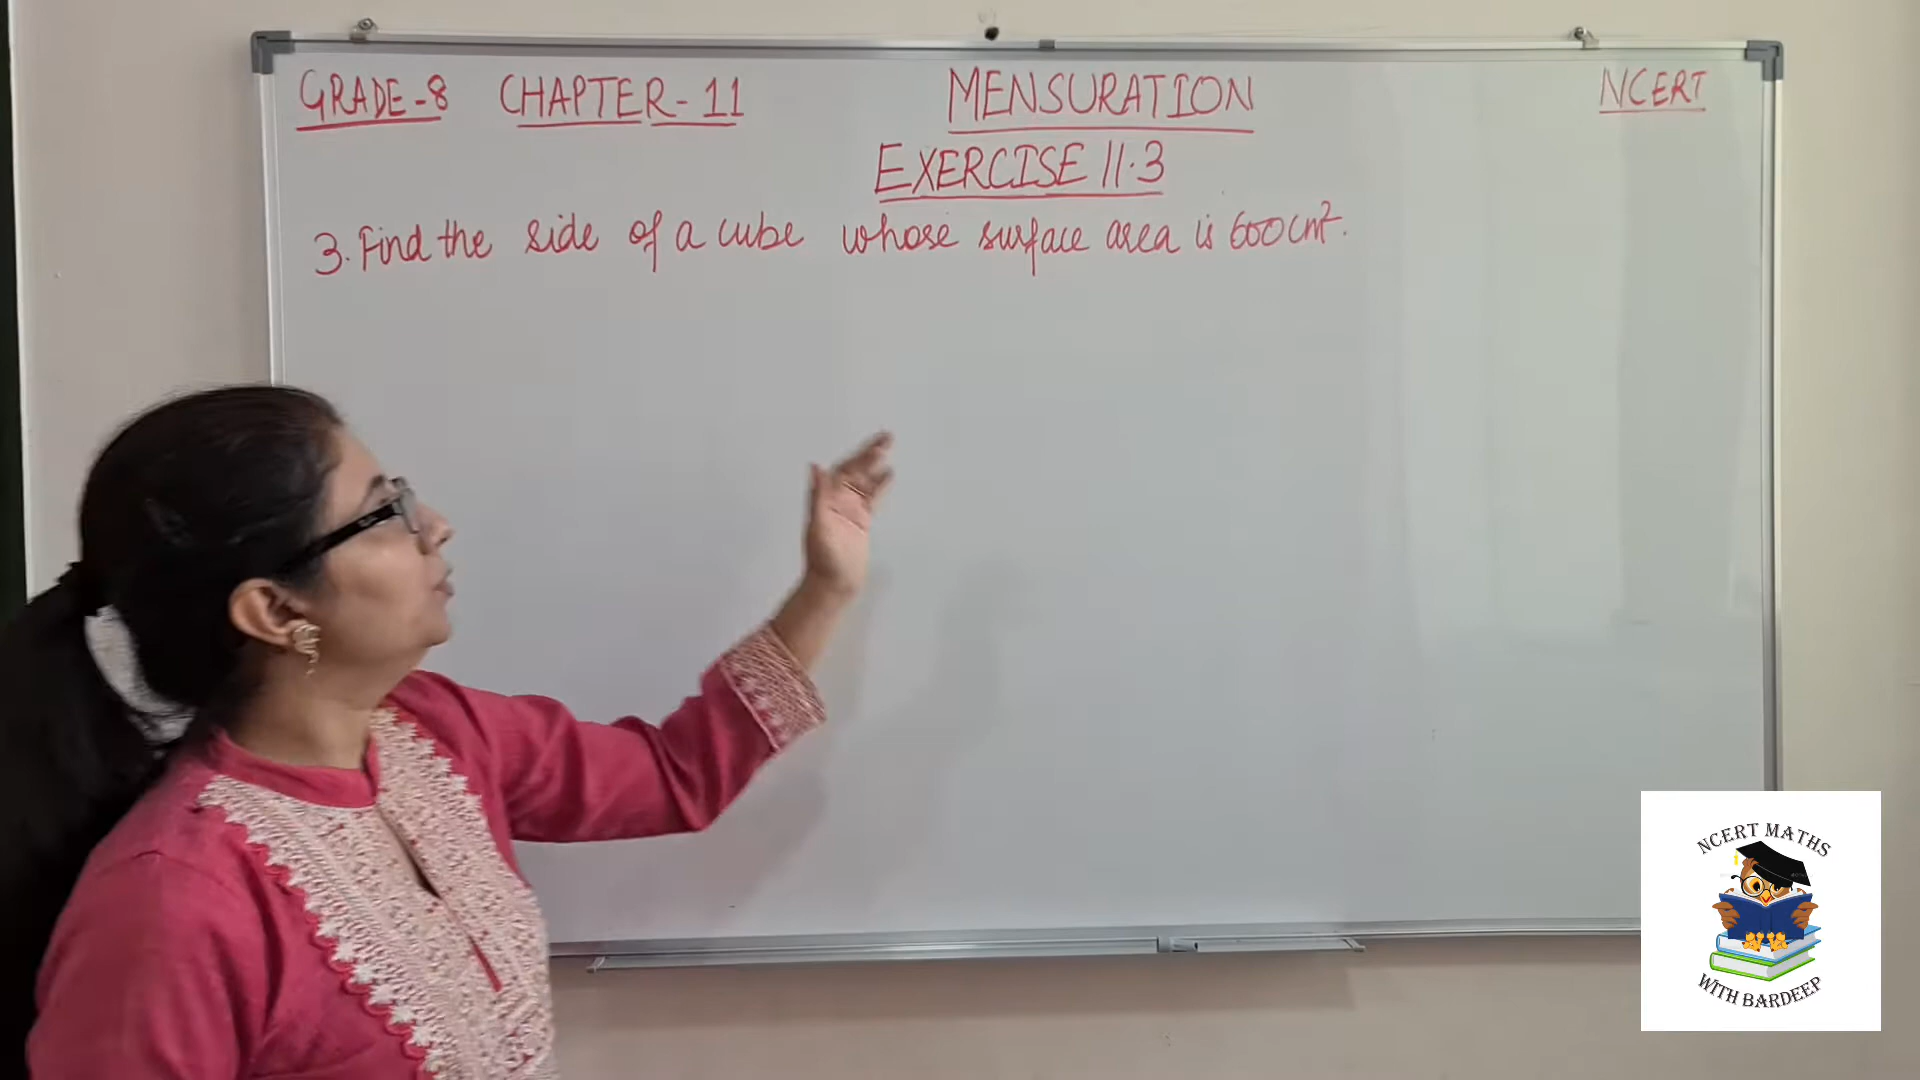 GRADE-8 CHAPTER-11 MENSURATION NCERT
EXERCISE 11.3
3. Find the side of a cube whose surface area is 600cm².
NCERT MATHS
WITH BARDEEP